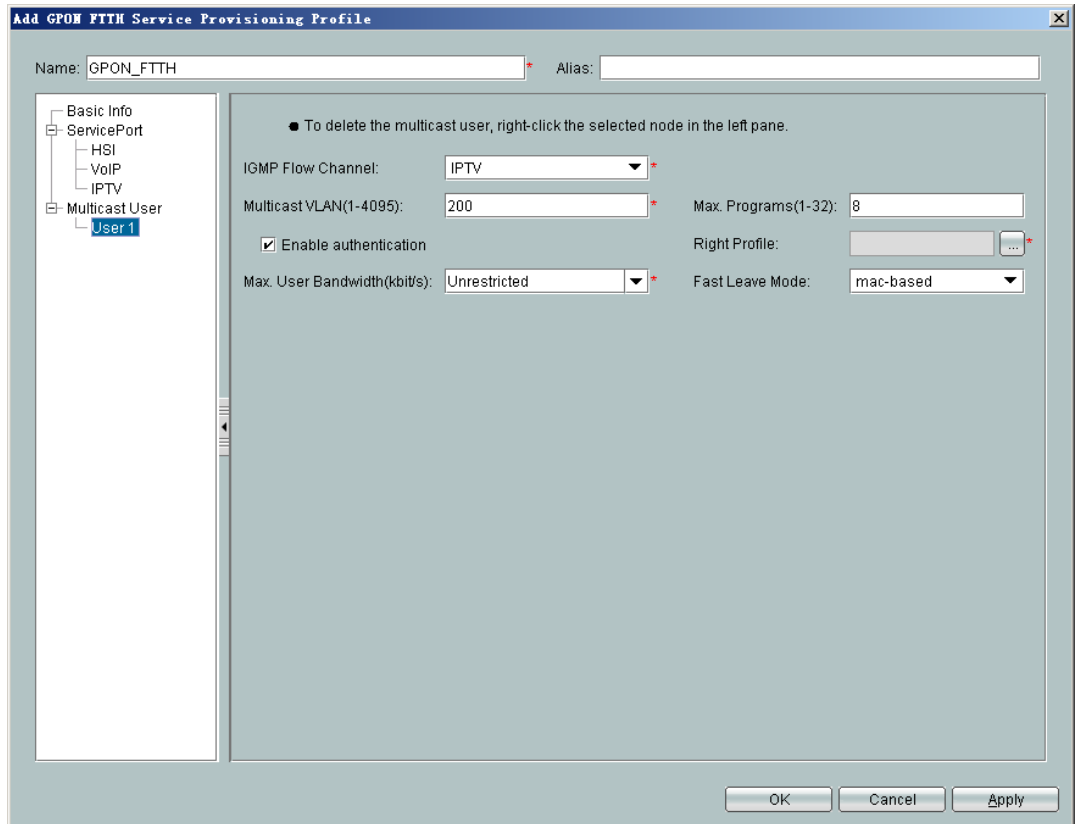 Add GPON FTTH Service Provisioning Profile
Name: GPON_FTTH * Alias:
Basic Info
ServicePort
HSI
VoIP
IPTV
Multicast User
User 1
To delete the multicast user, right-click the selected node in the left pane.
IGMP Flow Channel: IPTV *
Multicast VLAN(1-4095): 200 * Max. Programs(1-32): 8
Enable authentication Right Profile: ... *
Max. User Bandwidth(kbit/s): Unrestricted * Fast Leave Mode: mac-based
OK Cancel Apply